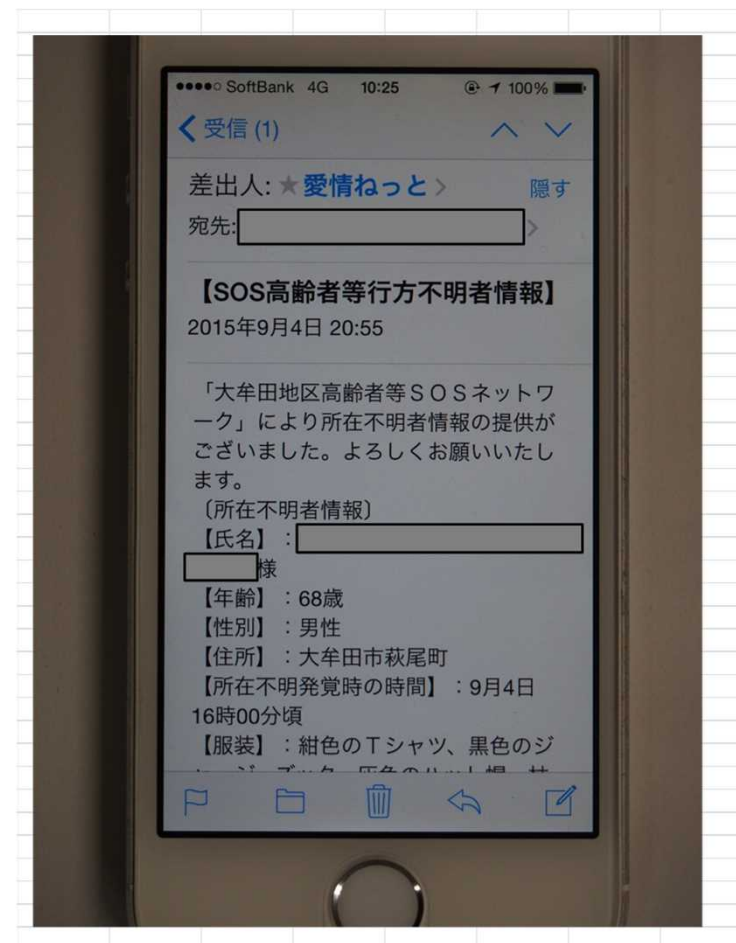 SoftBank 4G 10:25 100%
受信 (1)
差出人: ★愛情ねっと 隠す
宛先:
【SOS高齢者等行方不明者情報】
2015年9月4日 20:55
「大牟田地区高齢者等ＳＯＳネットワ
ーク」により所在不明者情報の提供が
ございました。よろしくお願いいたし
ます。
〔所在不明者情報〕
【氏名】：
様
【年齢】：68歳
【性別】：男性
【住所】：大牟田市萩尾町
【所在不明発覚時の時間】：9月4日
16時00分頃
【服装】：紺色のＴシャツ、黒色のジ